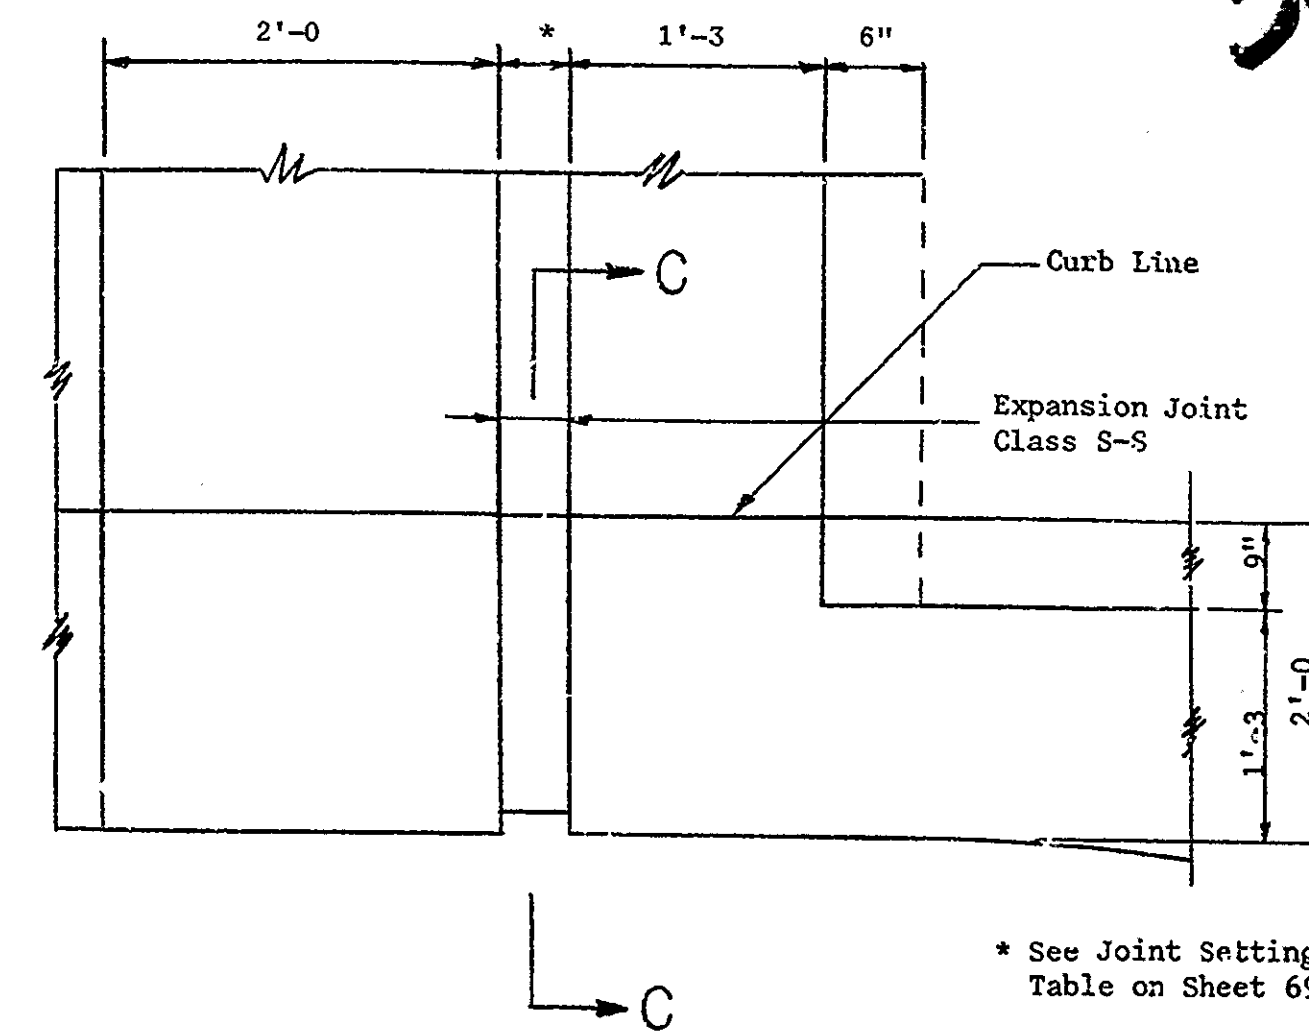 2'-0 * 1'-3 6"
C
Curb Line
Expansion Joint
Class S-S
9"
1'-3
2'-0
* See Joint Setting
Table on Sheet
C